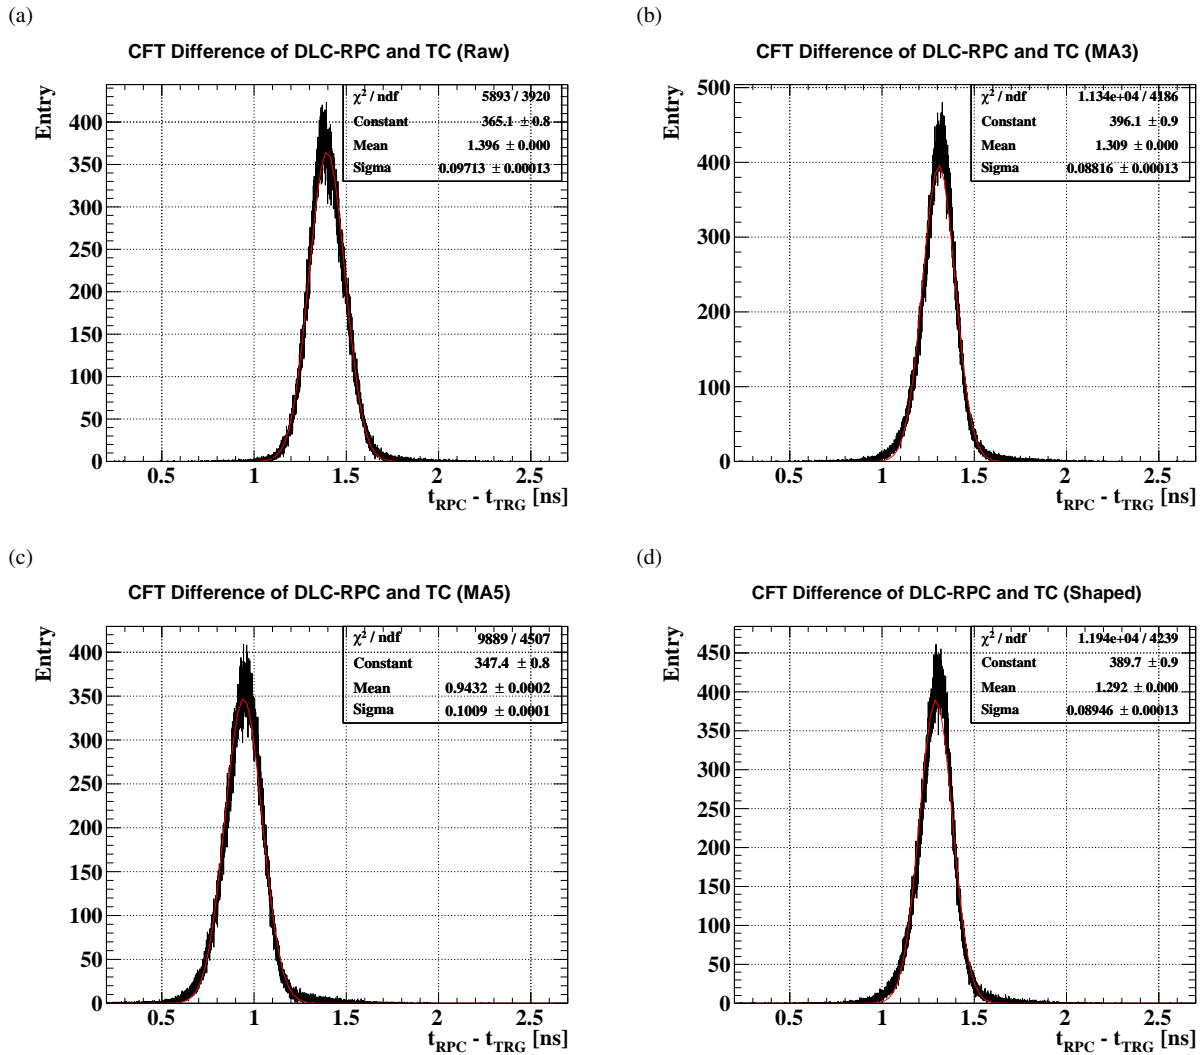 (a)
CFT Difference of DLC-RPC and TC (Raw)
Entry
χ² / ndf 5893 / 3920
Constant 365.1 ± 0.8
Mean 1.396 ± 0.000
Sigma 0.09713 ± 0.00013
400
350
300
250
200
150
100
50
0
0.5 1 1.5 2 2.5
t_RPC - t_TRG [ns]
(b)
CFT Difference of DLC-RPC and TC (MA3)
Entry
χ² / ndf 1.134e+04 / 4186
Constant 396.1 ± 0.9
Mean 1.309 ± 0.000
Sigma 0.08816 ± 0.00013
500
400
300
200
100
0
0.5 1 1.5 2 2.5
t_RPC - t_TRG [ns]
(c)
CFT Difference of DLC-RPC and TC (MA5)
Entry
χ² / ndf 9889 / 4507
Constant 347.4 ± 0.8
Mean 0.9432 ± 0.0002
Sigma 0.1009 ± 0.0001
400
350
300
250
200
150
100
50
0
0.5 1 1.5 2 2.5
t_RPC - t_TRG [ns]
(d)
CFT Difference of DLC-RPC and TC (Shaped)
Entry
χ² / ndf 1.194e+04 / 4239
Constant 389.7 ± 0.9
Mean 1.292 ± 0.000
Sigma 0.08946 ± 0.00013
450
400
350
300
250
200
150
100
50
0
0.5 1 1.5 2 2.5
t_RPC - t_TRG [ns]